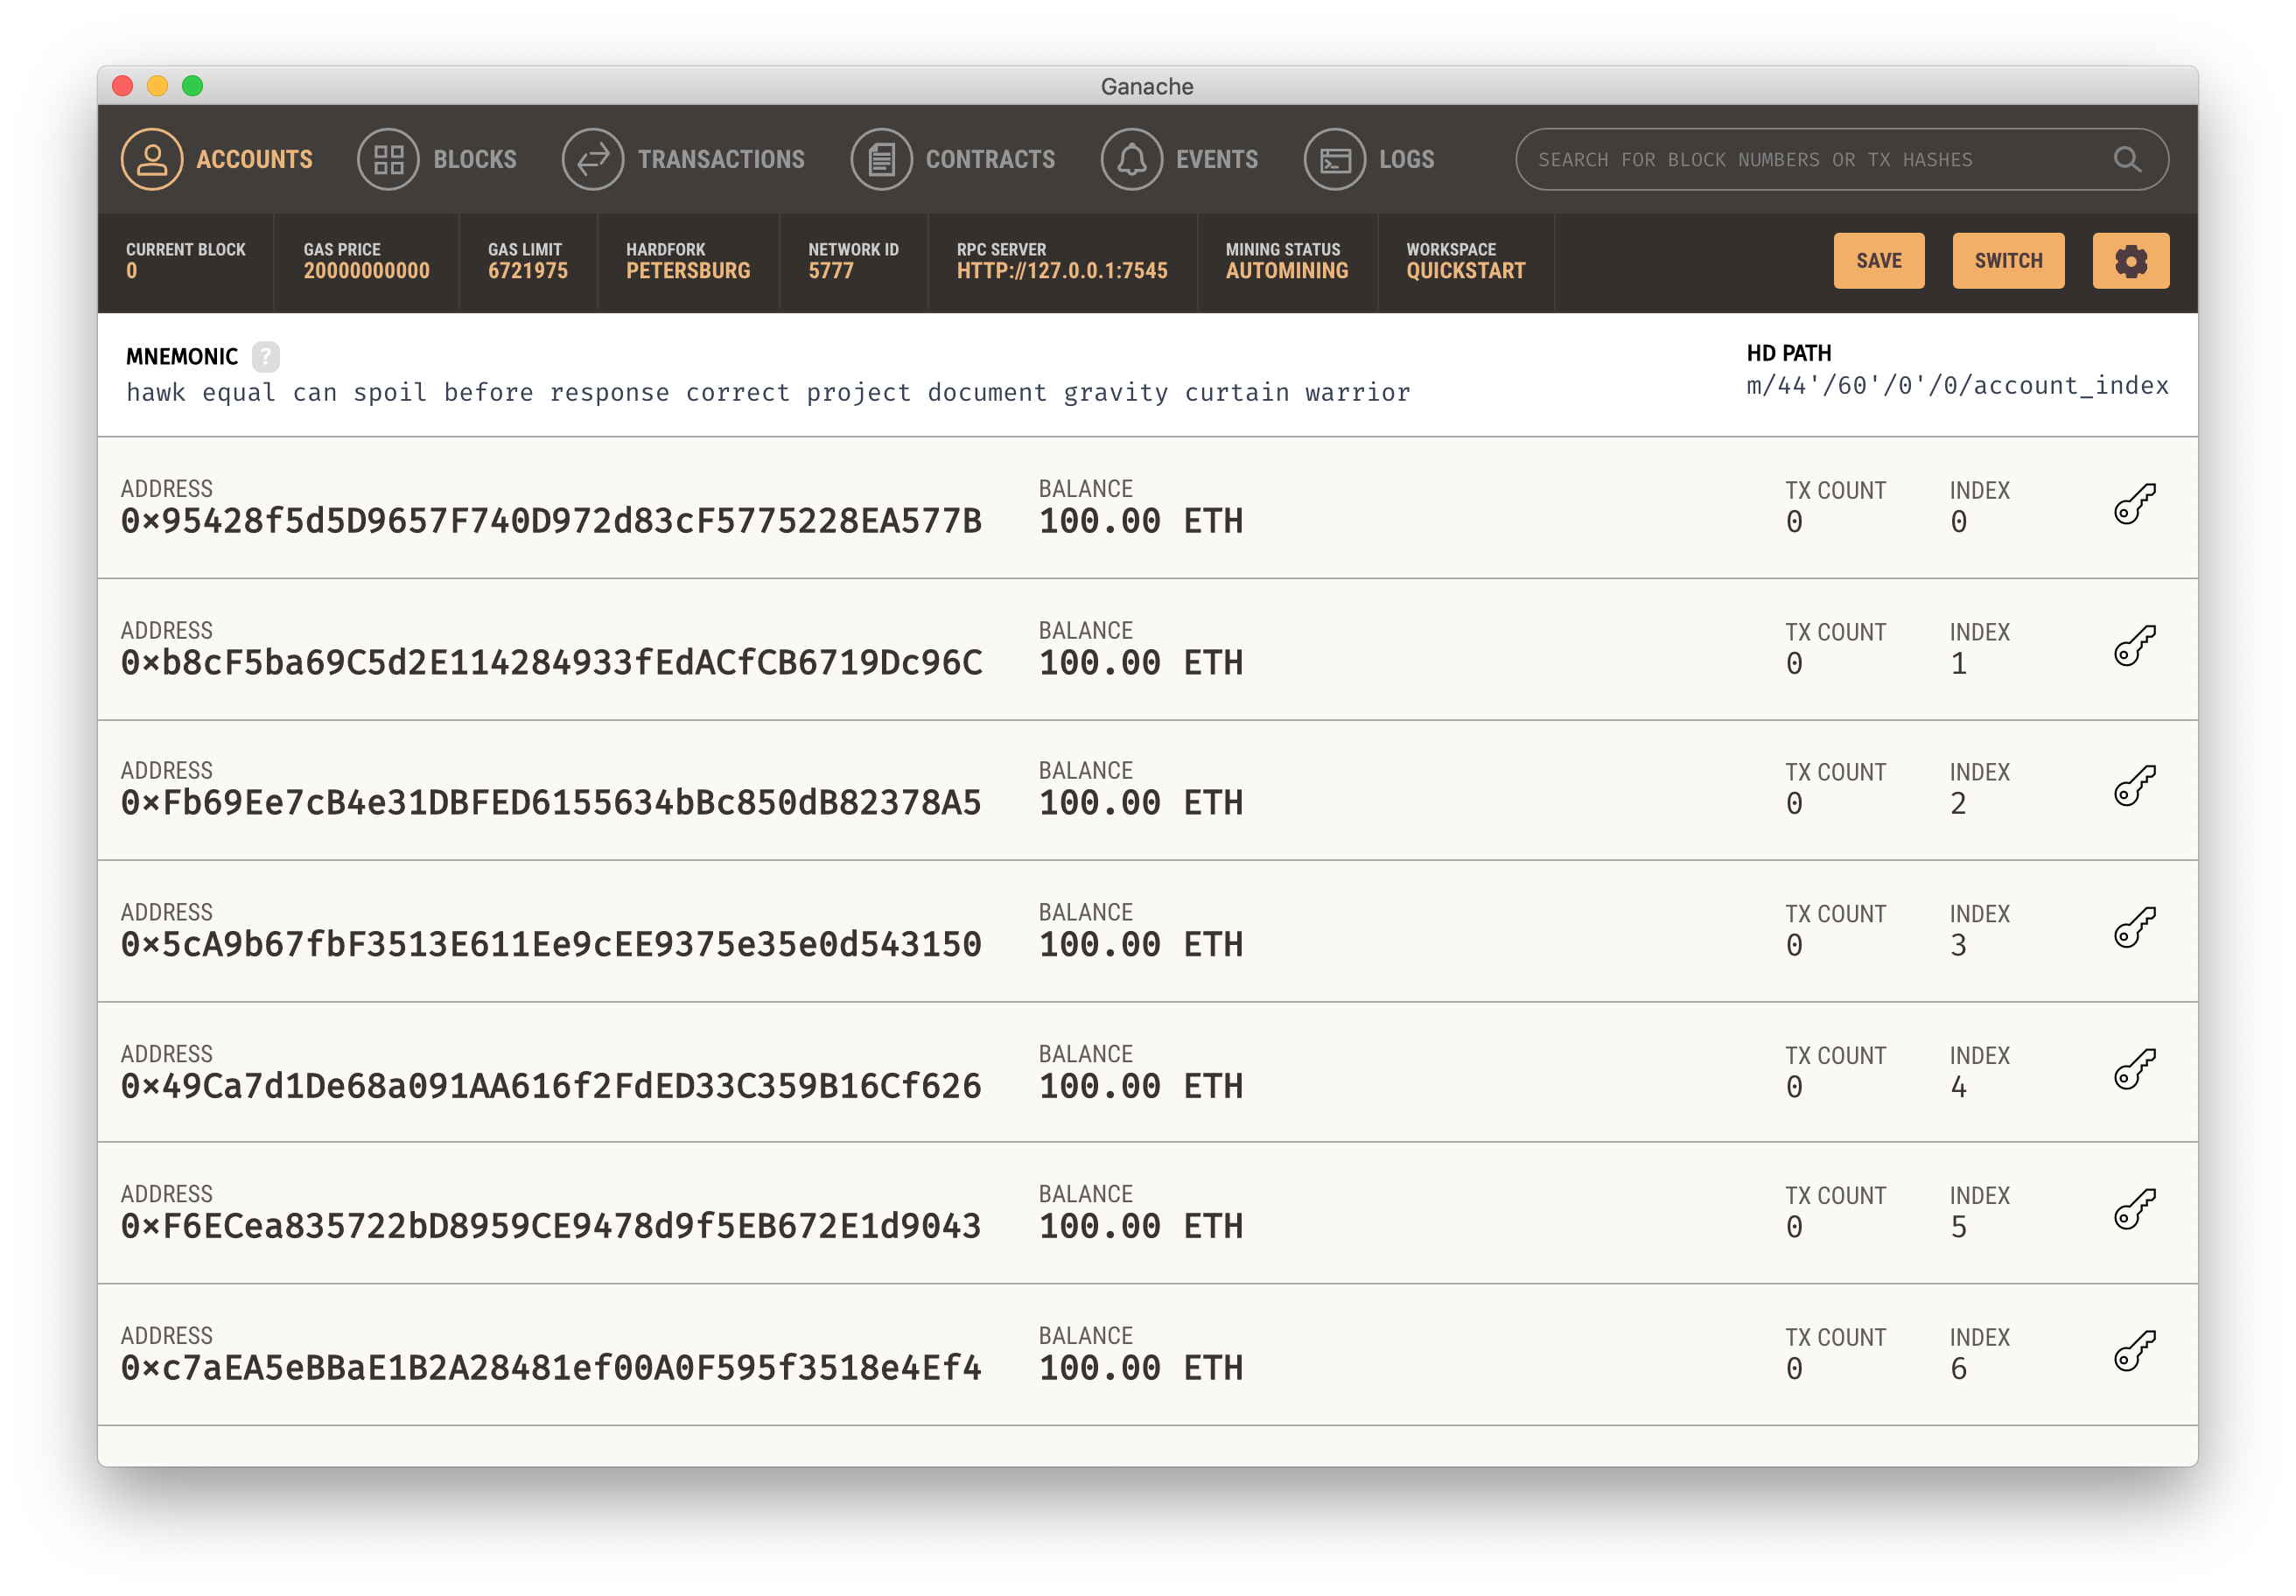 Ganache
ACCOUNTS BLOCKS TRANSACTIONS CONTRACTS EVENTS LOGS SEARCH FOR BLOCK NUMBERS OR TX HASHES
CURRENT BLOCK GAS PRICE GAS LIMIT HARDFORK NETWORK ID RPC SERVER MINING STATUS WORKSPACE
0 20000000000 6721975 PETERSBURG 5777 HTTP://127.0.0.1:7545 AUTOMINING QUICKSTART
SAVE SWITCH
MNEMONIC ? HD PATH
hawk equal can spoil before response correct project document gravity curtain warrior m/44'/60'/0'/0/account_index
ADDRESS BALANCE TX COUNT INDEX
0×95428f5d5D9657F740D972d83cF5775228EA577B 100.00 ETH 0 0
ADDRESS BALANCE TX COUNT INDEX
0×b8cF5ba69C5d2E114284933fEdACfCB6719Dc96C 100.00 ETH 0 1
ADDRESS BALANCE TX COUNT INDEX
0×Fb69Ee7cB4e31DBFED6155634bBc850dB82378A5 100.00 ETH 0 2
ADDRESS BALANCE TX COUNT INDEX
0×5cA9b67fbF3513E611Ee9cEE9375e35e0d543150 100.00 ETH 0 3
ADDRESS BALANCE TX COUNT INDEX
0×49Ca7d1De68a091AA616f2FdED33C359B16Cf626 100.00 ETH 0 4
ADDRESS BALANCE TX COUNT INDEX
0×F6ECea835722bD8959CE9478d9f5EB672E1d9043 100.00 ETH 0 5
ADDRESS BALANCE TX COUNT INDEX
0×c7aEA5eBBaE1B2A28481ef00A0F595f3518e4Ef4 100.00 ETH 0 6